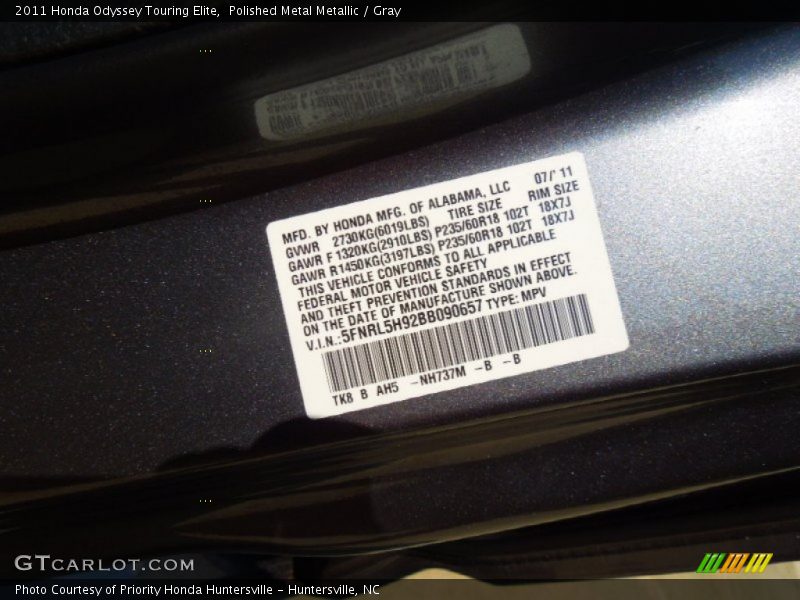 2011 Honda Odyssey Touring Elite, Polished Metal Metallic / Gray
MFD. BY HONDA MFG. OF ALABAMA, LLC 07/' 11
GVWR 2730KG(6019LBS) TIRE SIZE RIM SIZE
GAWR F 1320KG(2910LBS) P235/60R18 102T 18X7J
GAWR R1450KG(3197LBS) P235/60R18 102T 18X7J
THIS VEHICLE CONFORMS TO ALL APPLICABLE
FEDERAL MOTOR VEHICLE SAFETY
AND THEFT PREVENTION STANDARDS IN EFFECT
ON THE DATE OF MANUFACTURE SHOWN ABOVE.
V.I.N.:5FNRL5H92BB090657 TYPE: MPV
TK8 B AH5 -NH737M -B -B
GTCARLOT.COM
Photo Courtesy of Priority Honda Huntersville - Huntersville, NC